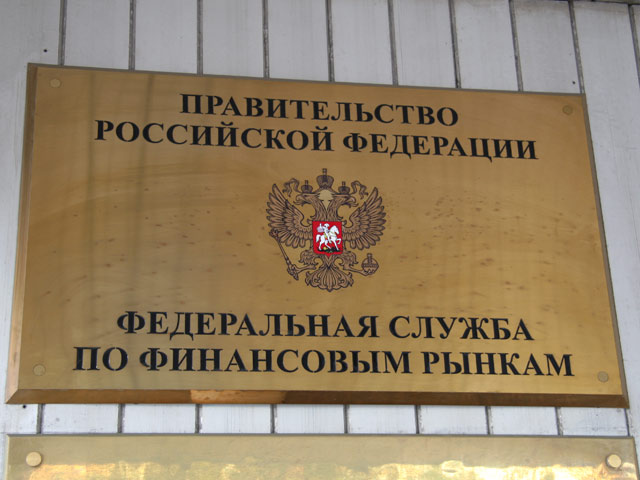 ПРАВИТЕЛЬСТВО
РОССИЙСКОЙ ФЕДЕРАЦИИ
ФЕДЕРАЛЬНАЯ СЛУЖБА
ПО ФИНАНСОВЫМ РЫНКАМ